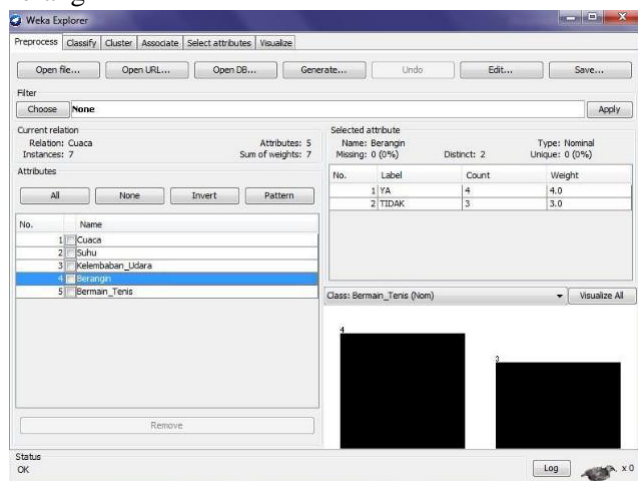 Weka Explorer
Preprocess Classify Cluster Associate Select attributes Visualize
Open file... Open URL... Open DB... Generate... Undo Edit... Save...
Filter
Choose None Apply
Current relation
Relation: Cuaca Attributes: 5
Instances: 7 Sum of weights: 7
Attributes
All None Invert Pattern
No. Name
1 Cuaca
2 Suhu
3 Kelembaban_Udara
4 Berangin
5 Bermain_Tenis
Remove
Selected attribute
Name: Berangin Type: Nominal
Missing: 0 (0%) Distinct: 2 Unique: 0 (0%)
No. Label Count Weight
1 YA 4 4.0
2 TIDAK 3 3.0
Class: Bermain_Tenis (Nom) Visualize All
4
3
Status
OK
Log x 0